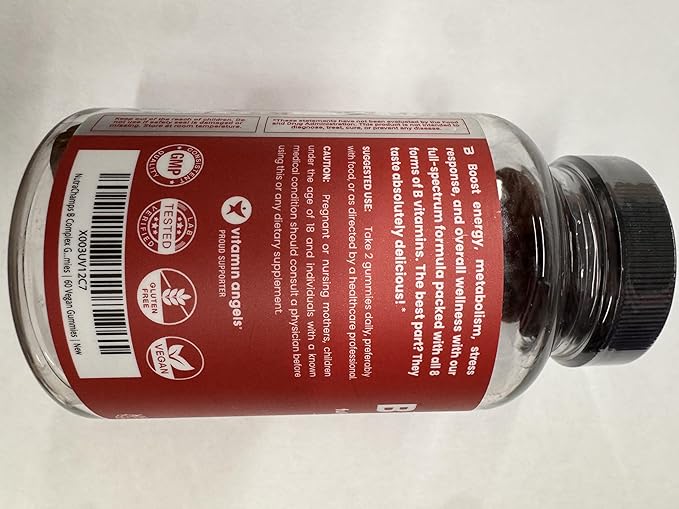 Boost energy, metabolism, stress
response, and overall wellness with our
full-spectrum formula packed with all 8
forms of B vitamins. The best part? They
taste absolutely delicious!*
SUGGESTED USE: Take 2 gummies daily, preferably
with food, or as directed by a healthcare professional.
CAUTION: Pregnant or nursing mothers, children
under the age of 18 and individuals with a known
medical condition should consult a physician before
using this or any dietary supplement.
vitamin angels
PROUD SUPPORTER
CONSISTENT
GMP
QUALITY
LAB
TESTED
VERIFIED
GLUTEN
FREE
VEGAN
X003UV12C7
NutraChamps B Complex G...mies | 60 Vegan Gummies | New
*These statements have not been evaluated by the Food
and Drug Administration. This product is not intended to
diagnose, treat, cure, or prevent any disease.
Keep out of the reach of children. Do
not use if safety seal is damaged or
missing. Store at room temperature.
B